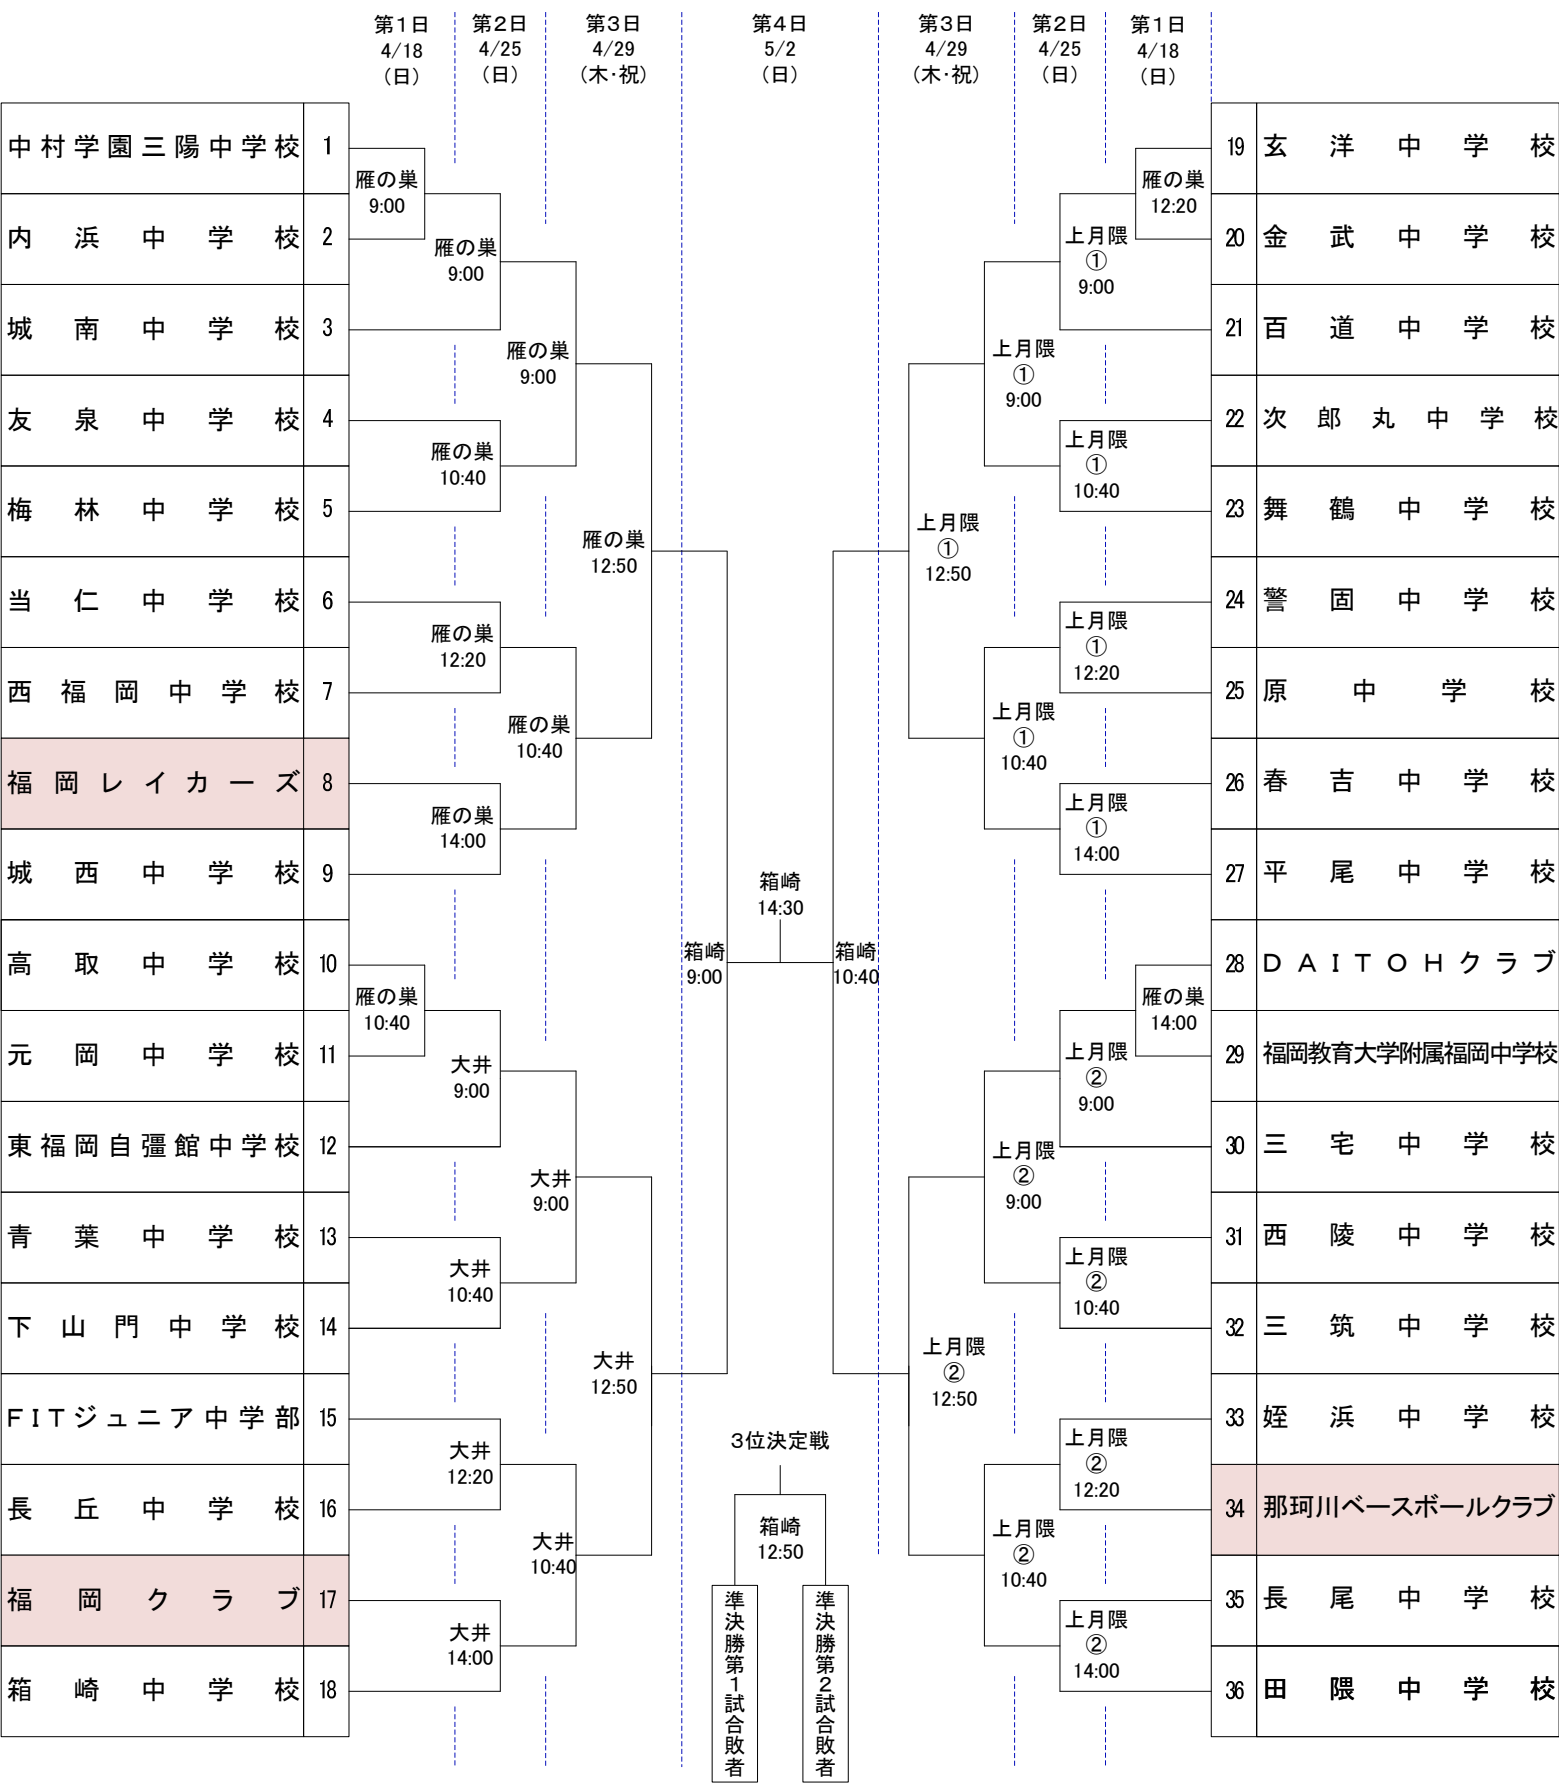 第1日
4/18
（日）
第2日
4/25
（日）
第3日
4/29
（木・祝）
第4日
5/2
（日）
第3日
4/29
（木・祝）
第2日
4/25
（日）
第1日
4/18
（日）
中村学園三陽中学校 1
内浜中学校 2
城南中学校 3
友泉中学校 4
梅林中学校 5
当仁中学校 6
西福岡中学校 7
福岡レイカーズ 8
城西中学校 9
高取中学校 10
元岡中学校 11
東福岡自彊館中学校 12
青葉中学校 13
下山門中学校 14
FITジュニア中学部 15
長丘中学校 16
福岡クラブ 17
箱崎中学校 18
雁の巣
9:00
雁の巣
10:40
雁の巣
9:00
雁の巣
10:40
雁の巣
12:20
雁の巣
14:00
大井
9:00
大井
10:40
大井
12:20
大井
14:00
雁の巣
9:00
雁の巣
10:40
大井
9:00
大井
10:40
雁の巣
12:50
大井
12:50
箱崎
9:00
箱崎
14:30
箱崎
10:40
3位決定戦
箱崎
12:50
準決勝第1試合敗者
準決勝第2試合敗者
上月隈
①
12:50
上月隈
②
12:50
上月隈
①
9:00
上月隈
①
10:40
上月隈
②
9:00
上月隈
②
10:40
上月隈
①
9:00
上月隈
①
10:40
上月隈
①
12:20
上月隈
①
14:00
上月隈
②
9:00
上月隈
②
10:40
上月隈
②
12:20
上月隈
②
14:00
雁の巣
12:20
雁の巣
14:00
19 玄洋中学校
20 金武中学校
21 百道中学校
22 次郎丸中学校
23 舞鶴中学校
24 警固中学校
25 原中学校
26 春吉中学校
27 平尾中学校
28 DAITOHクラブ
29 福岡教育大学附属福岡中学校
30 三宅中学校
31 西陵中学校
32 三筑中学校
33 姪浜中学校
34 那珂川ベースボールクラブ
35 長尾中学校
36 田隈中学校